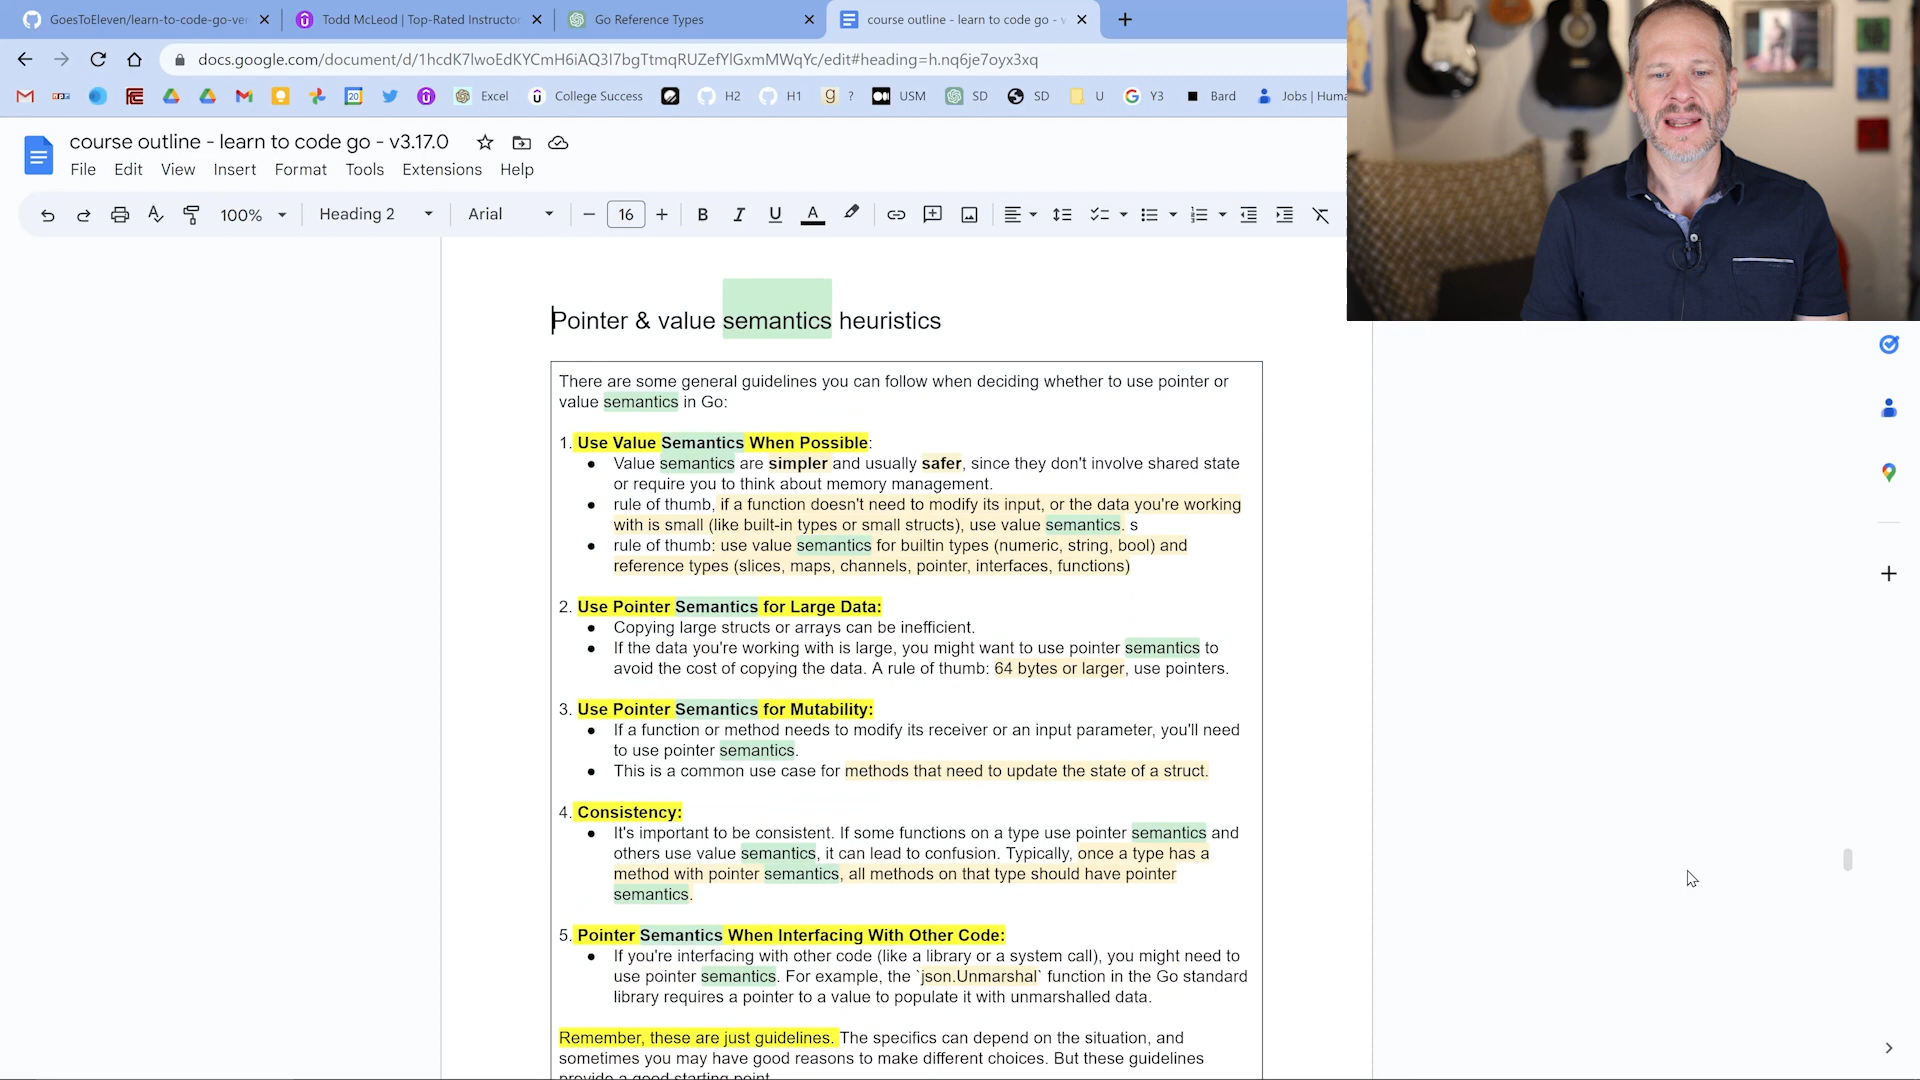 GoesToEleven/learn-to-code-go-ver
Todd McLeod | Top-Rated Instructor
Go Reference Types
course outline - learn to code go - v
docs.google.com/document/d/1hcdK7lwoEdKYCmH6iAQ3I7bgTtmqRUZefYlGxmMWqYc/edit#heading=h.nq6je7oyx3xq
Excel
College Success
H2
H1
?
USM
SD
SD
U
Y3
Bard
Jobs | Huma
course outline - learn to code go - v3.17.0
File Edit View Insert Format Tools Extensions Help
100% Heading 2 Arial 16
Pointer & value semantics heuristics
There are some general guidelines you can follow when deciding whether to use pointer or
value semantics in Go:
1. Use Value Semantics When Possible:
● Value semantics are simpler and usually safer, since they don't involve shared state
or require you to think about memory management.
● rule of thumb, if a function doesn't need to modify its input, or the data you're working
with is small (like built-in types or small structs), use value semantics. s
● rule of thumb: use value semantics for builtin types (numeric, string, bool) and
reference types (slices, maps, channels, pointer, interfaces, functions)
2. Use Pointer Semantics for Large Data:
● Copying large structs or arrays can be inefficient.
● If the data you're working with is large, you might want to use pointer semantics to
avoid the cost of copying the data. A rule of thumb: 64 bytes or larger, use pointers.
3. Use Pointer Semantics for Mutability:
● If a function or method needs to modify its receiver or an input parameter, you'll need
to use pointer semantics.
● This is a common use case for methods that need to update the state of a struct.
4. Consistency:
● It's important to be consistent. If some functions on a type use pointer semantics and
others use value semantics, it can lead to confusion. Typically, once a type has a
method with pointer semantics, all methods on that type should have pointer
semantics.
5. Pointer Semantics When Interfacing With Other Code:
● If you're interfacing with other code (like a library or a system call), you might need to
use pointer semantics. For example, the `json.Unmarshal` function in the Go standard
library requires a pointer to a value to populate it with unmarshalled data.
Remember, these are just guidelines. The specifics can depend on the situation, and
sometimes you may have good reasons to make different choices. But these guidelines
provide a good starting point.